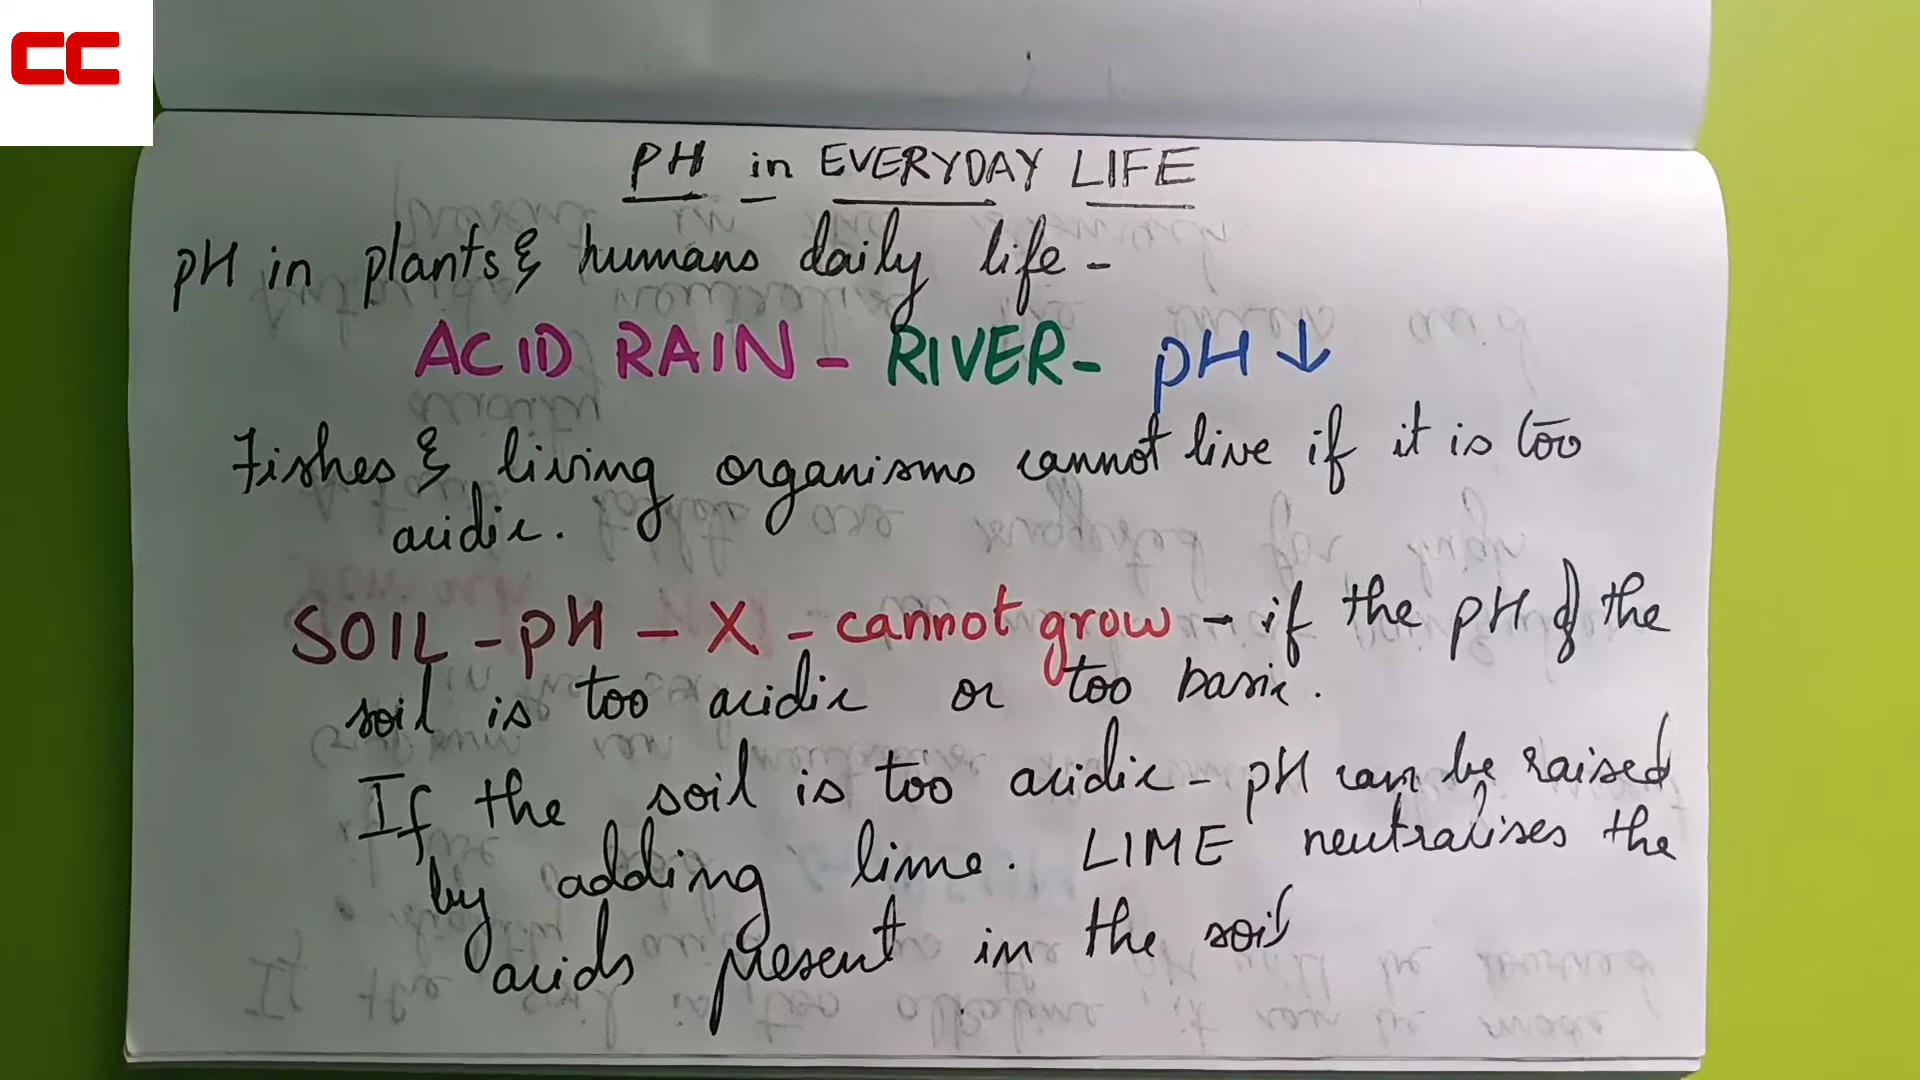 CC
PH in EVERYDAY LIFE
pH in plants & humans daily life -
ACID RAIN - RIVER - pH ↓
Fishes & living organisms cannot live if it is too
acidic.
SOIL - pH - X - cannot grow - if the pH of the
soil is too acidic or too basic.
If the soil is too acidic - pH can be raised
by adding lime. LIME neutralises the
acids present in the soil